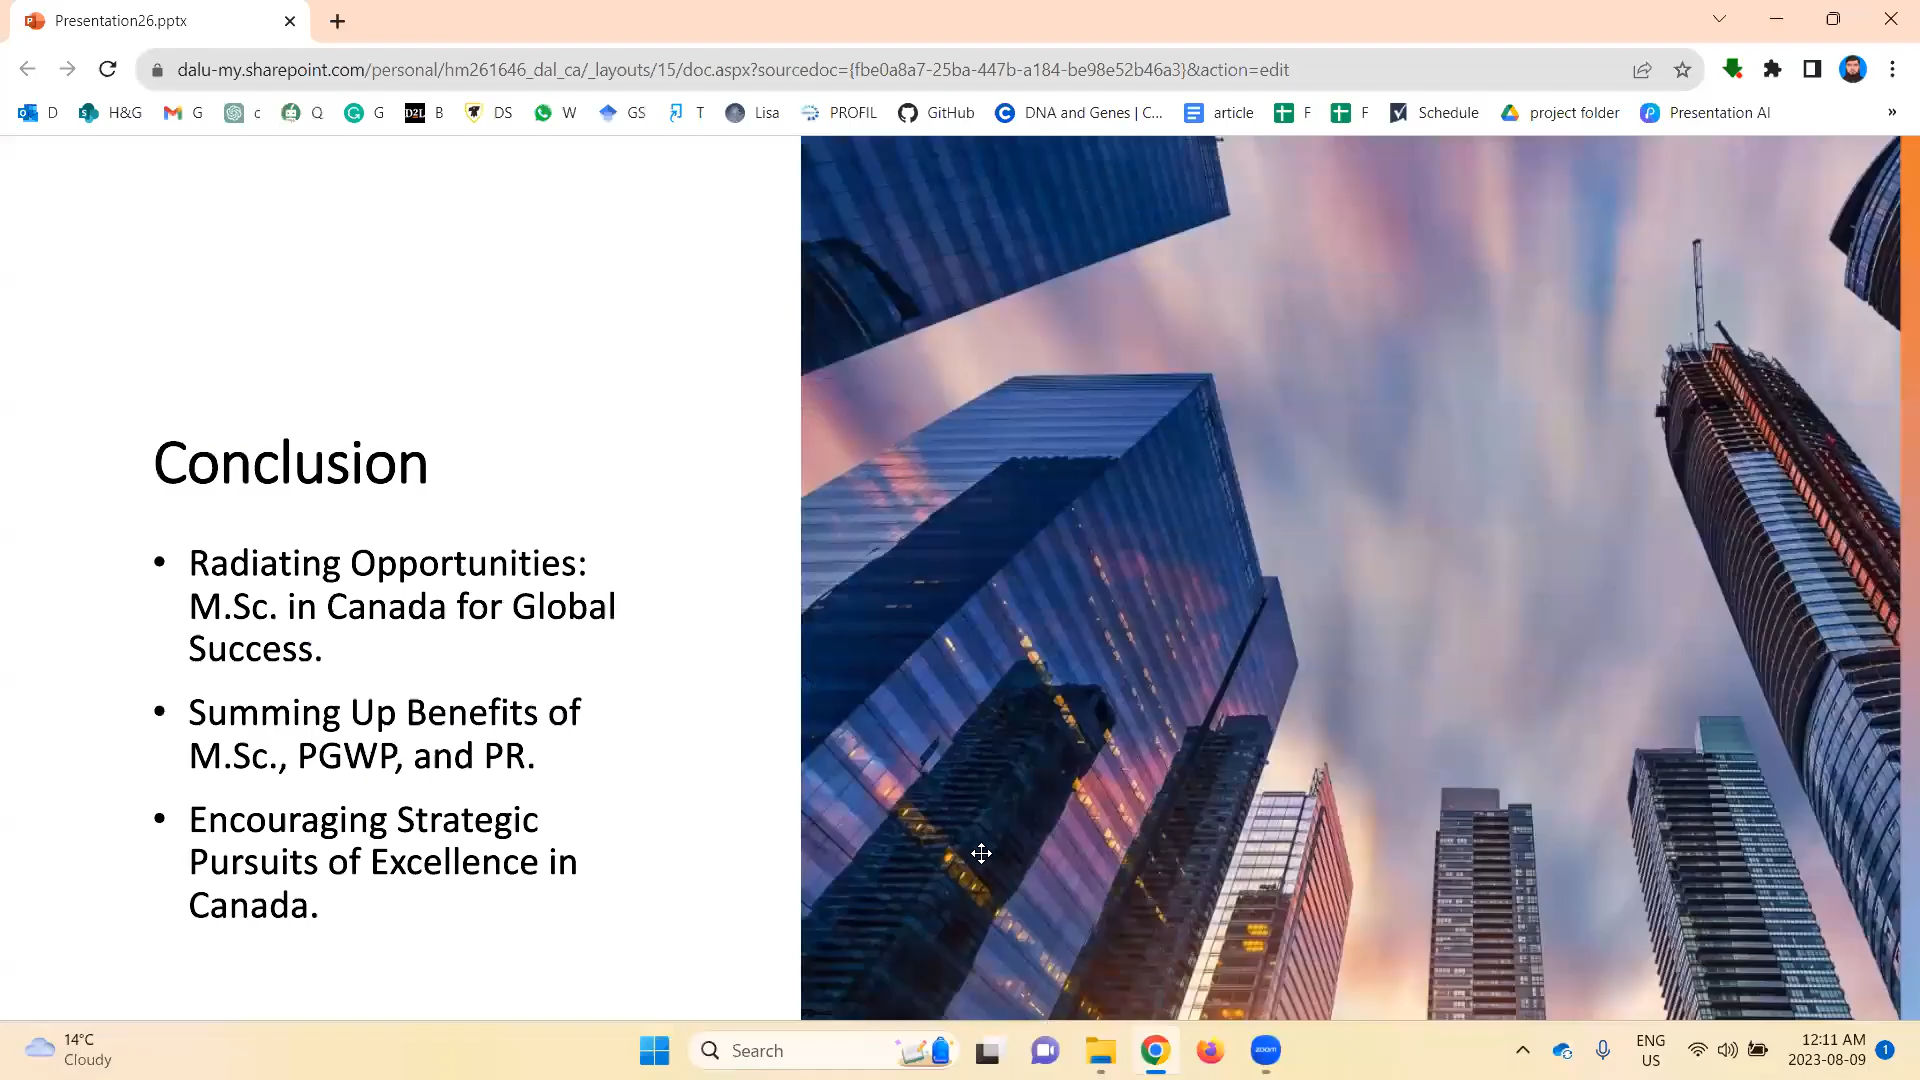 Presentation26.pptx
dalu-my.sharepoint.com/personal/hm261646_dal_ca/_layouts/15/doc.aspx?sourcedoc={fbe0a8a7-25ba-447b-a184-be98e52b46a3}&action=edit
D H&G G c Q G D2L B DS W GS T Lisa PROFIL GitHub DNA and Genes | C... article F F Schedule project folder Presentation AI »
Conclusion
• Radiating Opportunities:
M.Sc. in Canada for Global
Success.
• Summing Up Benefits of
M.Sc., PGWP, and PR.
• Encouraging Strategic
Pursuits of Excellence in
Canada.
14°C
Cloudy
Search
zoom
ENG
US
12:11 AM
2023-08-09
1